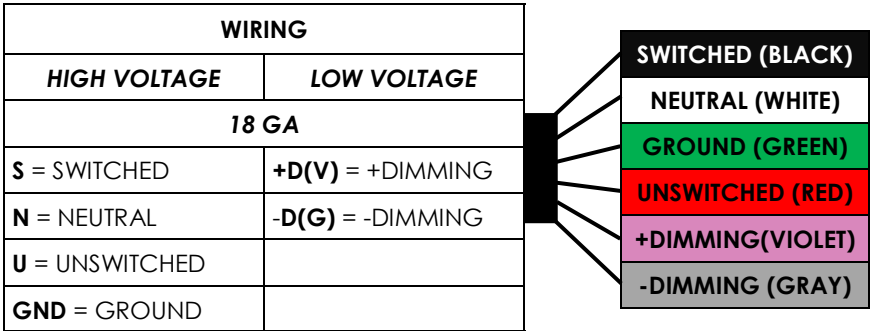 WIRING
HIGH VOLTAGE LOW VOLTAGE
18 GA
S = SWITCHED +D(V) = +DIMMING
N = NEUTRAL -D(G) = -DIMMING
U = UNSWITCHED
GND = GROUND
SWITCHED (BLACK)
NEUTRAL (WHITE)
GROUND (GREEN)
UNSWITCHED (RED)
+DIMMING(VIOLET)
-DIMMING (GRAY)